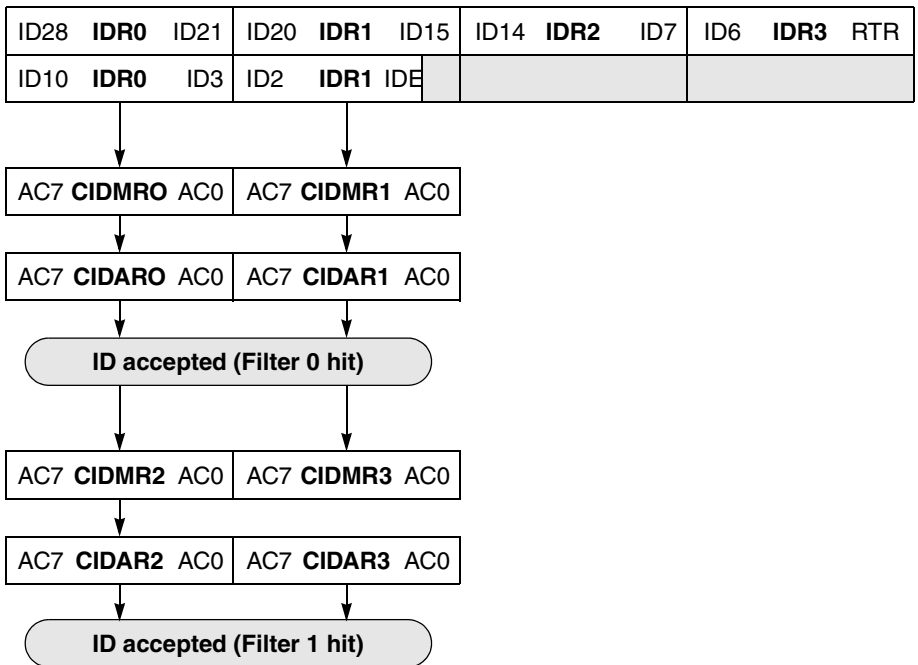 ID28 IDR0 ID21 ID20 IDR1 ID15 ID14 IDR2 ID7 ID6 IDR3 RTR
ID10 IDR0 ID3 ID2 IDR1 IDE
AC7 CIDMRO AC0 AC7 CIDMR1 AC0
AC7 CIDARO AC0 AC7 CIDAR1 AC0
ID accepted (Filter 0 hit)
AC7 CIDMR2 AC0 AC7 CIDMR3 AC0
AC7 CIDAR2 AC0 AC7 CIDAR3 AC0
ID accepted (Filter 1 hit)